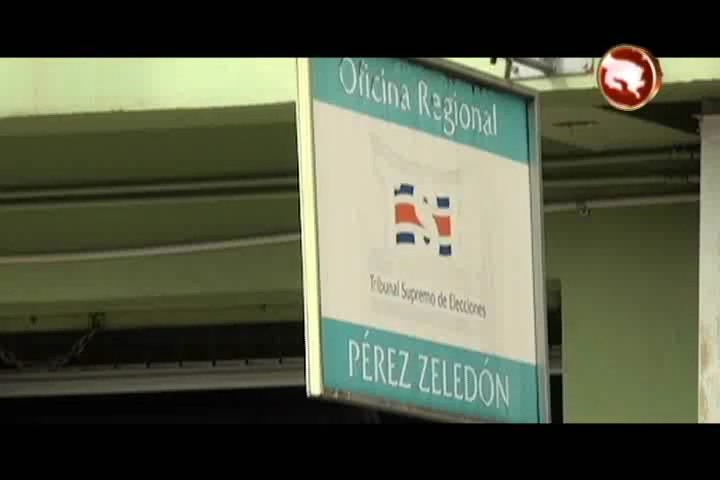 Oficina Regional
Tribunal Supremo de Elecciones
PÉREZ ZELEDÓN